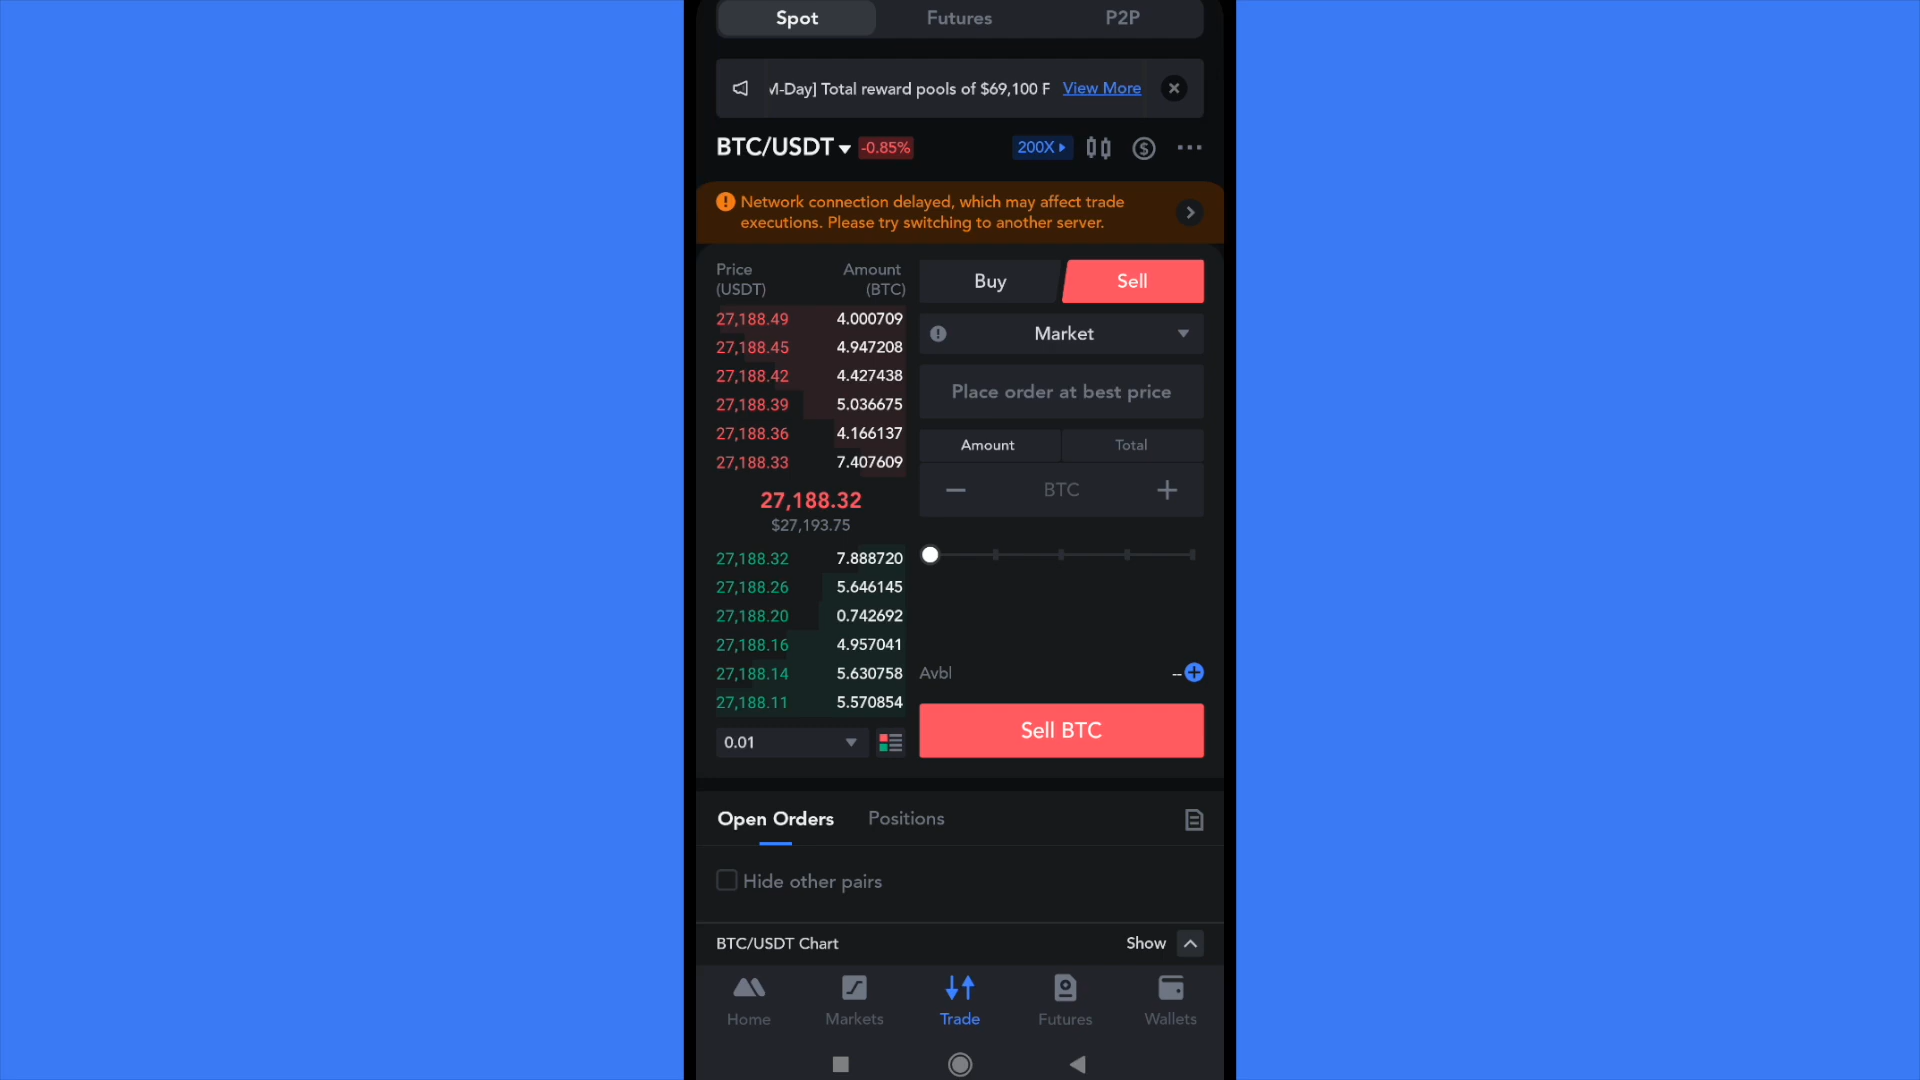 Spot Futures P2P
M-Day] Total reward pools of $69,100 F View More
BTC/USDT -0.85% 200X
Network connection delayed, which may affect trade
executions. Please try switching to another server.
Price Amount
(USDT) (BTC)
27,188.49 4.000709
27,188.45 4.947208
27,188.42 4.427438
27,188.39 5.036675
27,188.36 4.166137
27,188.33 7.407609
27,188.32
$27,193.75
27,188.32 7.888720
27,188.26 5.646145
27,188.20 0.742692
27,188.16 4.957041
27,188.14 5.630758
27,188.11 5.570854
0.01
Buy Sell
Market
Place order at best price
Amount Total
BTC
Avbl --
Sell BTC
Open Orders Positions
Hide other pairs
BTC/USDT Chart Show
Home Markets Trade Futures Wallets